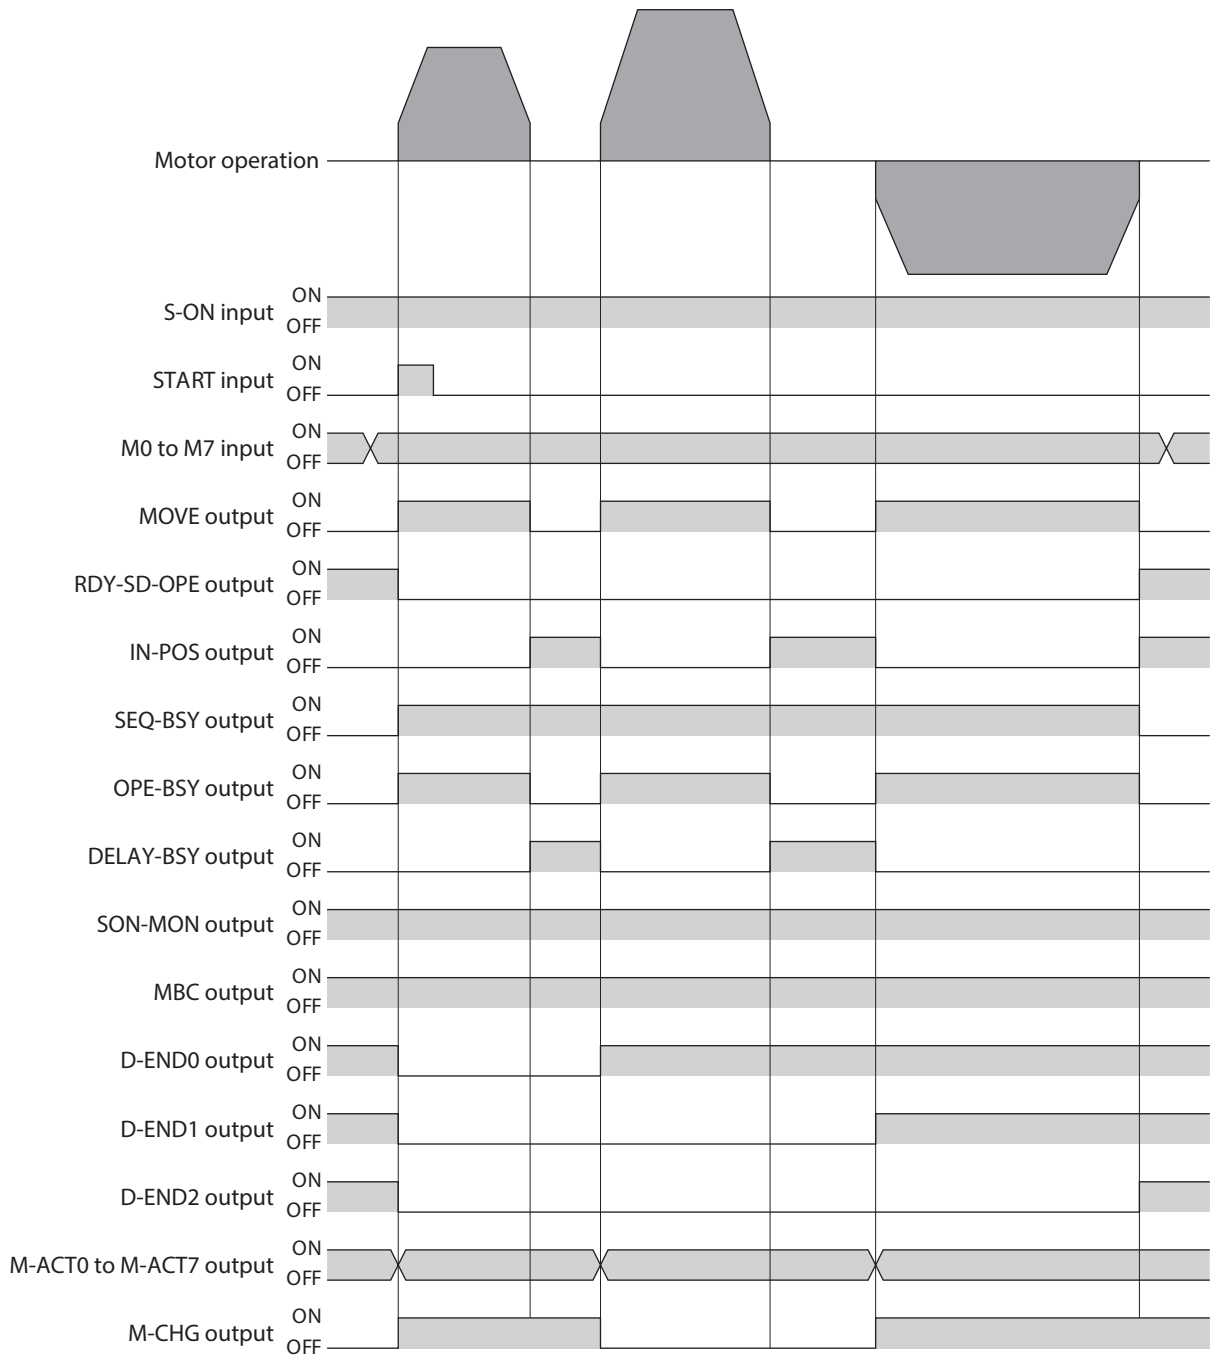 Motor operation
S-ON input ON
OFF
START input ON
OFF
M0 to M7 input ON
OFF
MOVE output ON
OFF
RDY-SD-OPE output ON
OFF
IN-POS output ON
OFF
SEQ-BSY output ON
OFF
OPE-BSY output ON
OFF
DELAY-BSY output ON
OFF
SON-MON output ON
OFF
MBC output ON
OFF
D-END0 output ON
OFF
D-END1 output ON
OFF
D-END2 output ON
OFF
M-ACT0 to M-ACT7 output ON
OFF
M-CHG output ON
OFF